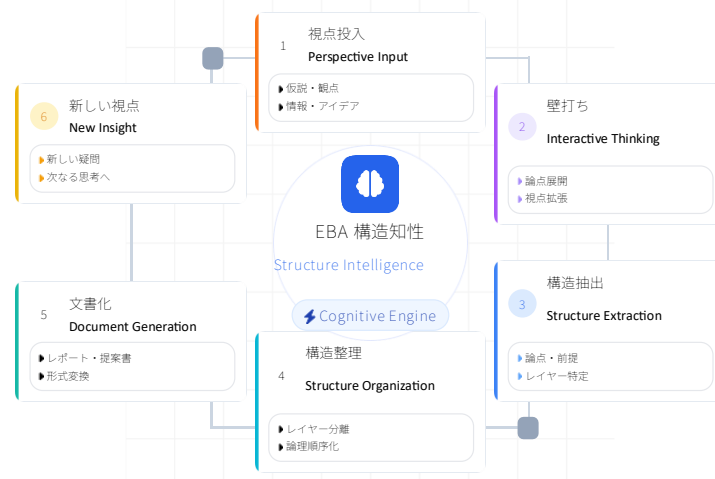 1
視点投入
Perspective Input
仮説・観点
情報・アイデア
2
壁打ち
Interactive Thinking
論点展開
視点拡張
3
構造抽出
Structure Extraction
論点・前提
レイヤー特定
4
構造整理
Structure Organization
レイヤー分離
論理順序化
5
文書化
Document Generation
レポート・提案書
形式変換
6
新しい視点
New Insight
新しい疑問
次なる思考へ
EBA 構造知性
Structure Intelligence
Cognitive Engine